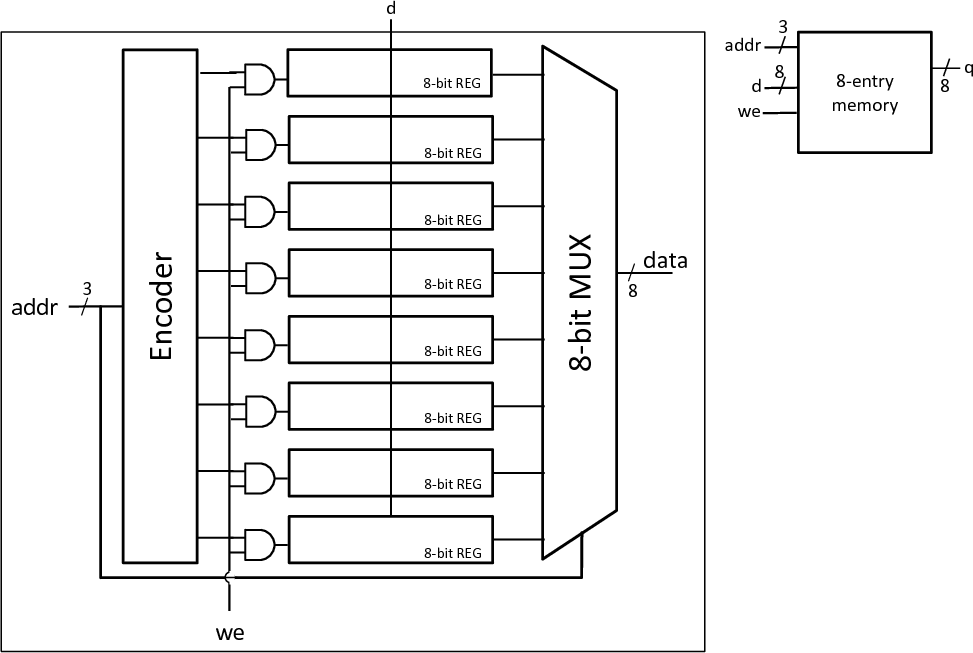 d
3
addr
8
d
we
8-entry
memory
q
8
8-bit REG
8-bit REG
8-bit REG
8-bit REG
8-bit REG
8-bit REG
8-bit REG
8-bit REG
addr
3
Encoder
8-bit MUX
data
8
we